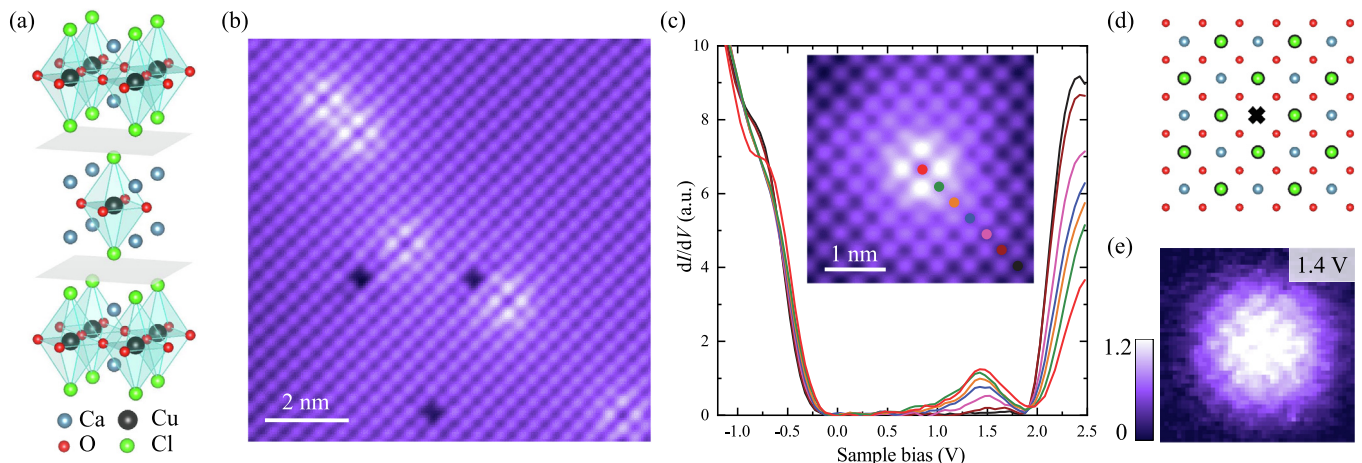 (a)
Ca Cu
O Cl
(b)
2 nm
(c)
dI/dV (a.u.)
10
8
6
4
2
0
-1.0 -0.5 0.0 0.5 1.0 1.5 2.0 2.5
Sample bias (V)
1 nm
(d)
(e)
1.4 V
1.2
0